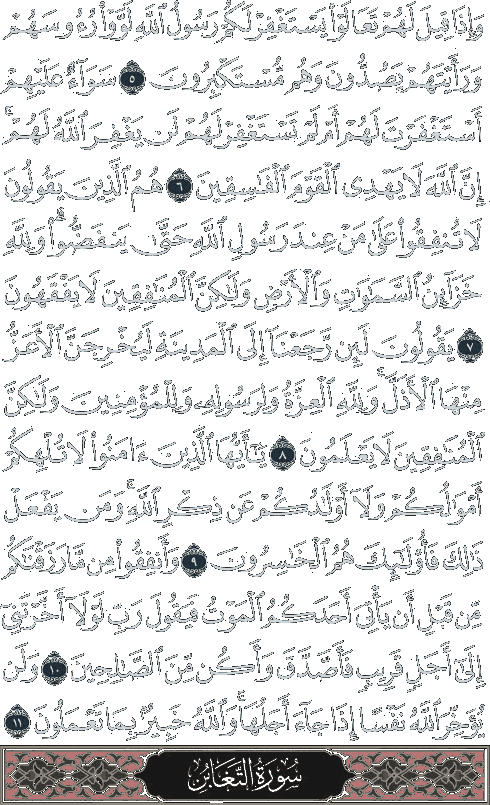 وَإِذَا قِيلَ لَهُمْ تَعَالَوْا۟ يَسْتَغْفِرْ لَكُمْ رَسُولُ ٱللَّهِ لَوَّوْا۟ رُءُوسَهُمْ
وَرَأَيْتَهُمْ يَصُدُّونَ وَهُم مُّسْتَكْبِرُونَ ٥ سَوَآءٌ عَلَيْهِمْ
أَسْتَغْفَرْتَ لَهُمْ أَمْ لَمْ تَسْتَغْفِرْ لَهُمْ لَن يَغْفِرَ ٱللَّهُ لَهُمْ ۚ
إِنَّ ٱللَّهَ لَا يَهْدِى ٱلْقَوْمَ ٱلْفَـٰسِقِينَ ٦ هُمُ ٱلَّذِينَ يَقُولُونَ
لَا تُنفِقُوا۟ عَلَىٰ مَنْ عِندَ رَسُولِ ٱللَّهِ حَتَّىٰ يَنفَضُّوا۟ ۗ وَلِلَّهِ
خَزَآئِنُ ٱلسَّمَـٰوَٰتِ وَٱلْأَرْضِ وَلَـٰكِنَّ ٱلْمُنَـٰفِقِينَ لَا يَفْقَهُونَ
٧ يَقُولُونَ لَئِن رَّجَعْنَآ إِلَى ٱلْمَدِينَةِ لَيُخْرِجَنَّ ٱلْأَعَزُّ
مِنْهَا ٱلْأَذَلَّ ۚ وَلِلَّهِ ٱلْعِزَّةُ وَلِرَسُولِهِۦ وَلِلْمُؤْمِنِينَ وَلَـٰكِنَّ
ٱلْمُنَـٰفِقِينَ لَا يَعْلَمُونَ ٨ يَـٰٓأَيُّهَا ٱلَّذِينَ ءَامَنُوا۟ لَا تُلْهِكُمْ
أَمْوَٰلُكُمْ وَلَآ أَوْلَـٰدُكُمْ عَن ذِكْرِ ٱللَّهِ ۚ وَمَن يَفْعَلْ
ذَٰلِكَ فَأُو۟لَـٰٓئِكَ هُمُ ٱلْخَـٰسِرُونَ ٩ وَأَنفِقُوا۟ مِن مَّا رَزَقْنَـٰكُم
مِّن قَبْلِ أَن يَأْتِىَ أَحَدَكُمُ ٱلْمَوْتُ فَيَقُولَ رَبِّ لَوْلَآ أَخَّرْتَنِىٓ
إِلَىٰٓ أَجَلٍ قَرِيبٍ فَأَصَّدَّقَ وَأَكُن مِّنَ ٱلصَّـٰلِحِينَ ١٠ وَلَن
يُؤَخِّرَ ٱللَّهُ نَفْسًا إِذَا جَآءَ أَجَلُهَا ۚ وَٱللَّهُ خَبِيرٌۢ بِمَا تَعْمَلُونَ ١١
سُورَةُ التَّغَابُنِ